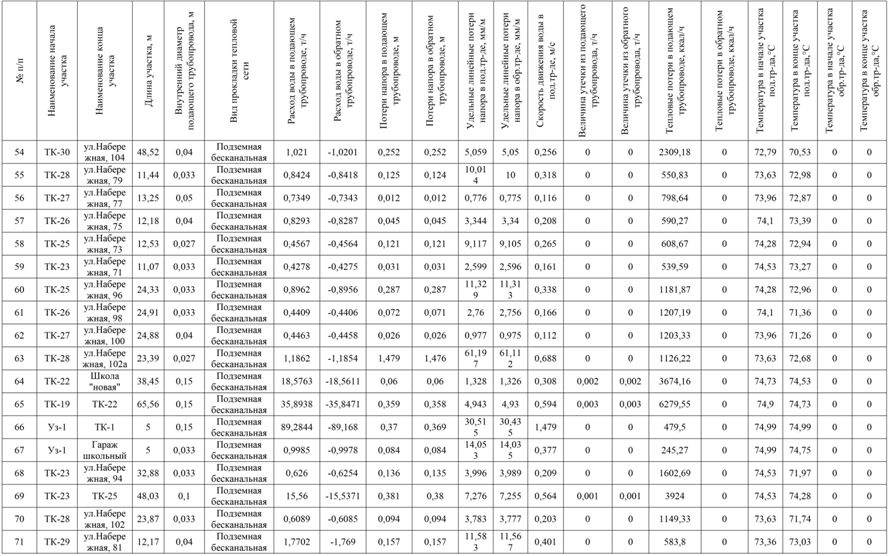 № п/п | Наименование начала участка | Наименование конца участка | Длина участка, м | Внутренний диаметр подающего трубопровода, м | Вид прокладки тепловой сети | Расход воды в подающем трубопроводе, т/ч | Расход воды в обратном трубопроводе, т/ч | Потери напора в подающем трубопроводе, м | Потери напора в обратном трубопроводе, м | Удельные линейные потери напора в под.тр-де, мм/м | Удельные линейные потери напора в обр.тр-де, мм/м | Скорость движения воды в под.тр-де, м/с | Величина утечки из подающего трубопровода, т/ч | Величина утечки из обратного трубопровода, т/ч | Тепловые потери в подающем трубопроводе, ккал/ч | Тепловые потери в обратном трубопроводе, ккал/ч | Температура в начале участка под.тр-да,°С | Температура в конце участка под.тр-да,°С | Температура в начале участка обр.тр-да,°С | Температура в конце участка обр.тр-да,°С
54 | ТК-30 | ул.Набережная, 104 | 48,52 | 0,04 | Подземная бесканальная | 1,021 | -1,0201 | 0,252 | 0,252 | 5,059 | 5,05 | 0,256 | 0 | 0 | 2309,18 | 0 | 72,79 | 70,53 | 0 | 0
55 | ТК-28 | ул.Набережная, 79 | 11,44 | 0,033 | Подземная бесканальная | 0,8424 | -0,8418 | 0,125 | 0,124 | 10,014 | 10 | 0,318 | 0 | 0 | 550,83 | 0 | 73,63 | 72,98 | 0 | 0
56 | ТК-27 | ул.Набережная, 77 | 13,25 | 0,05 | Подземная бесканальная | 0,7349 | -0,7343 | 0,012 | 0,012 | 0,776 | 0,775 | 0,116 | 0 | 0 | 798,64 | 0 | 73,96 | 72,87 | 0 | 0
57 | ТК-26 | ул.Набережная, 75 | 12,18 | 0,04 | Подземная бесканальная | 0,8293 | -0,8287 | 0,045 | 0,045 | 3,344 | 3,34 | 0,208 | 0 | 0 | 590,27 | 0 | 74,1 | 73,39 | 0 | 0
58 | ТК-25 | ул.Набережная, 73 | 12,53 | 0,027 | Подземная бесканальная | 0,4567 | -0,4564 | 0,121 | 0,121 | 9,117 | 9,105 | 0,265 | 0 | 0 | 608,67 | 0 | 74,28 | 72,94 | 0 | 0
59 | ТК-23 | ул.Набережная, 71 | 11,07 | 0,033 | Подземная бесканальная | 0,4278 | -0,4275 | 0,031 | 0,031 | 2,599 | 2,596 | 0,161 | 0 | 0 | 539,59 | 0 | 74,53 | 73,27 | 0 | 0
60 | ТК-25 | ул.Набережная, 96 | 24,33 | 0,033 | Подземная бесканальная | 0,8962 | -0,8956 | 0,287 | 0,287 | 11,329 | 11,313 | 0,338 | 0 | 0 | 1181,87 | 0 | 74,28 | 72,96 | 0 | 0
61 | ТК-26 | ул.Набережная, 98 | 24,91 | 0,033 | Подземная бесканальная | 0,4409 | -0,4406 | 0,072 | 0,071 | 2,76 | 2,756 | 0,166 | 0 | 0 | 1207,19 | 0 | 74,1 | 71,36 | 0 | 0
62 | ТК-27 | ул.Набережная, 100 | 24,88 | 0,04 | Подземная бесканальная | 0,4463 | -0,4458 | 0,026 | 0,026 | 0,977 | 0,975 | 0,112 | 0 | 0 | 1203,33 | 0 | 73,96 | 71,26 | 0 | 0
63 | ТК-28 | ул.Набережная, 102а | 23,39 | 0,027 | Подземная бесканальная | 1,1862 | -1,1854 | 1,479 | 1,476 | 61,197 | 61,112 | 0,688 | 0 | 0 | 1126,22 | 0 | 73,63 | 72,68 | 0 | 0
64 | ТК-22 | Школа "новая" | 38,45 | 0,15 | Подземная бесканальная | 18,5763 | -18,5611 | 0,06 | 0,06 | 1,328 | 1,326 | 0,308 | 0,002 | 0,002 | 3674,16 | 0 | 74,73 | 74,53 | 0 | 0
65 | ТК-19 | ТК-22 | 65,56 | 0,15 | Подземная бесканальная | 35,8938 | -35,8471 | 0,359 | 0,358 | 4,943 | 4,93 | 0,594 | 0,003 | 0,003 | 6279,55 | 0 | 74,9 | 74,73 | 0 | 0
66 | Уз-1 | ТК-1 | 5 | 0,15 | Подземная бесканальная | 89,2844 | -89,168 | 0,37 | 0,369 | 30,515 | 30,435 | 1,479 | 0 | 0 | 479,5 | 0 | 74,99 | 74,99 | 0 | 0
67 | Уз-1 | Гараж школьный | 5 | 0,033 | Подземная бесканальная | 0,9985 | -0,9978 | 0,084 | 0,084 | 14,053 | 14,035 | 0,377 | 0 | 0 | 245,27 | 0 | 74,99 | 74,75 | 0 | 0
68 | ТК-23 | ул.Набережная, 94 | 32,88 | 0,033 | Подземная бесканальная | 0,626 | -0,6254 | 0,136 | 0,135 | 3,996 | 3,989 | 0,209 | 0 | 0 | 1602,69 | 0 | 74,53 | 71,97 | 0 | 0
69 | ТК-23 | ТК-25 | 48,03 | 0,1 | Подземная бесканальная | 15,56 | -15,5371 | 0,381 | 0,38 | 7,276 | 7,255 | 0,564 | 0,001 | 0,001 | 3924 | 0 | 74,53 | 74,28 | 0 | 0
70 | ТК-28 | ул.Набережная, 102 | 23,87 | 0,033 | Подземная бесканальная | 0,6089 | -0,6085 | 0,094 | 0,094 | 3,783 | 3,777 | 0,203 | 0 | 0 | 1149,33 | 0 | 73,63 | 71,74 | 0 | 0
71 | ТК-29 | ул.Набережная, 81 | 12,17 | 0,04 | Подземная бесканальная | 1,7702 | -1,769 | 0,157 | 0,157 | 11,583 | 11,567 | 0,401 | 0 | 0 | 583,8 | 0 | 73,36 | 73,03 | 0 | 0